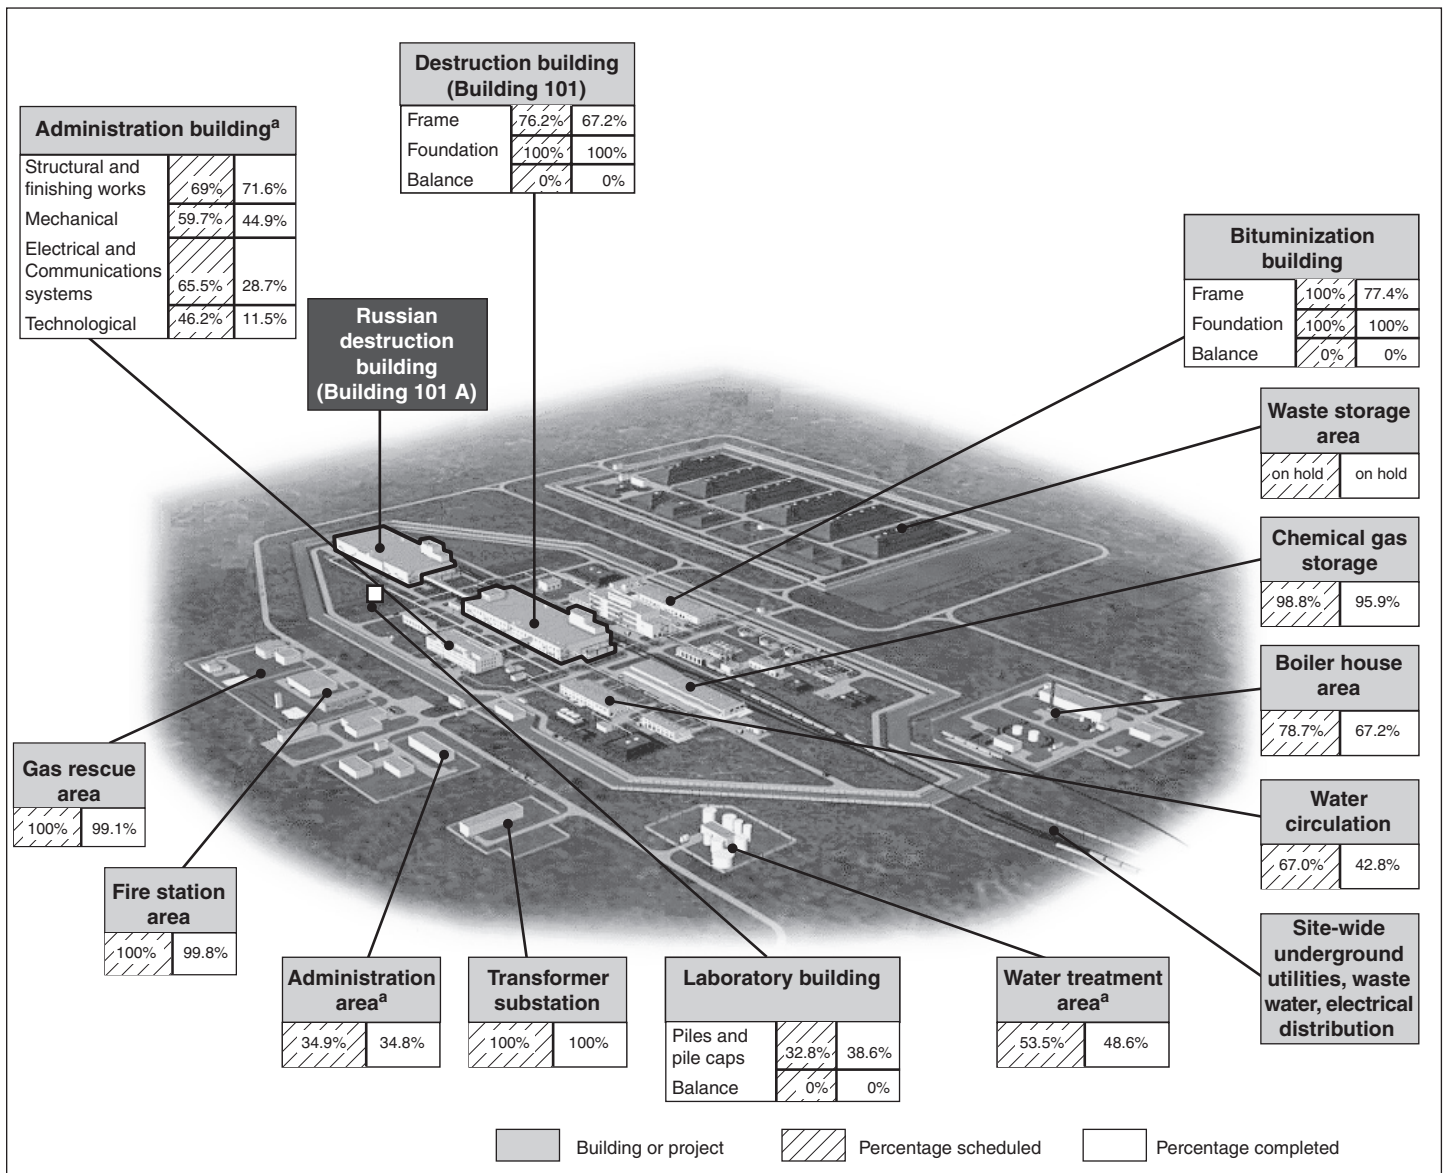 Destruction building
(Building 101)
Frame 76.2% 67.2%
Foundation 100% 100%
Balance 0% 0%
Administration building^a
Structural and
finishing works 69% 71.6%
Mechanical 59.7% 44.9%
Electrical and
Communications
systems 65.5% 28.7%
Technological 46.2% 11.5%
Russian
destruction
building
(Building 101 A)
Bituminization
building
Frame 100% 77.4%
Foundation 100% 100%
Balance 0% 0%
Waste storage
area
on hold on hold
Chemical gas
storage
98.8% 95.9%
Boiler house
area
78.7% 67.2%
Water
circulation
67.0% 42.8%
Site-wide
underground
utilities, waste
water, electrical
distribution
Gas rescue
area
100% 99.1%
Fire station
area
100% 99.8%
Administration
area^a
34.9% 34.8%
Transformer
substation
100% 100%
Laboratory building
Piles and
pile caps 32.8% 38.6%
Balance 0% 0%
Water treatment
area^a
53.5% 48.6%
Building or project
Percentage scheduled
Percentage completed